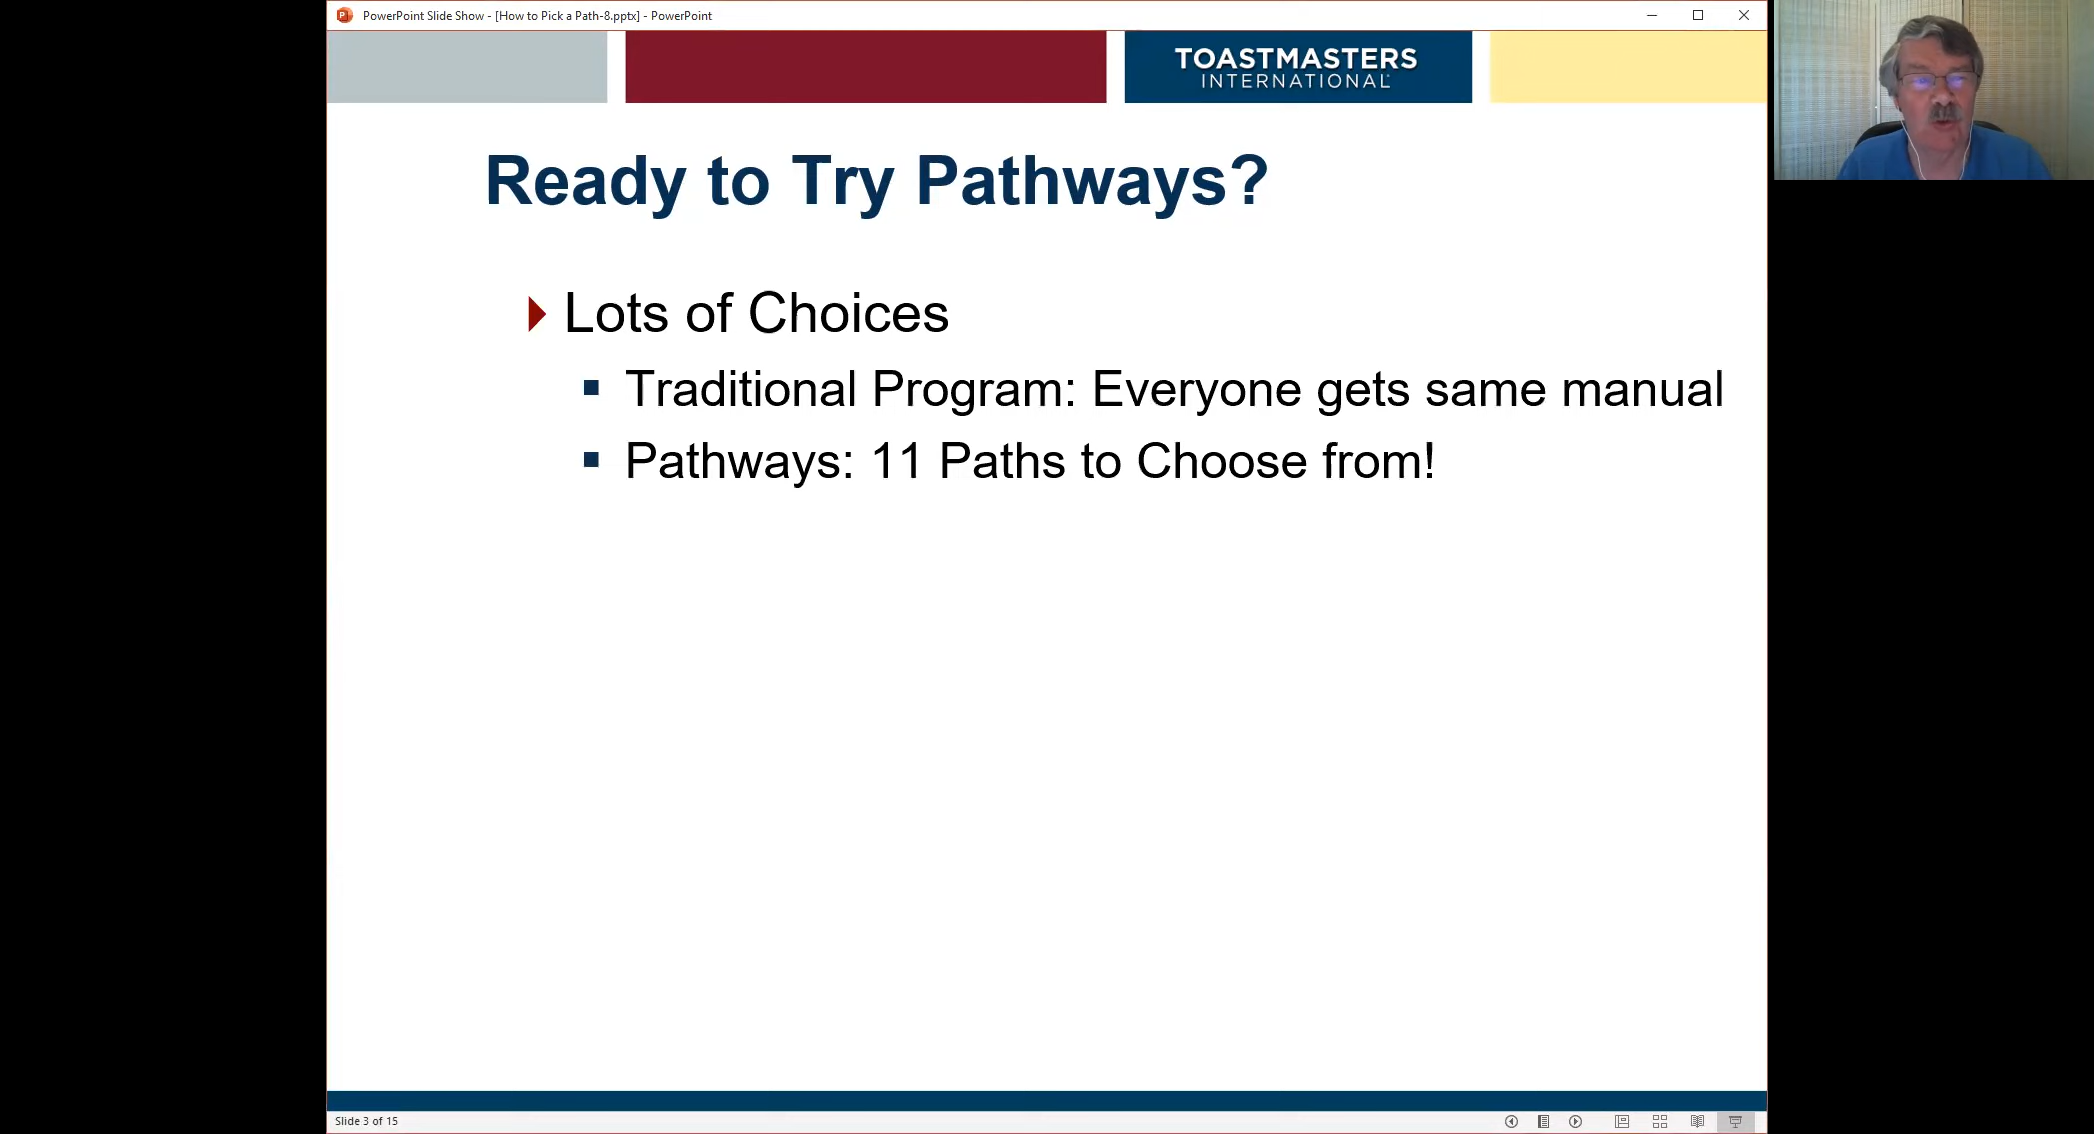 PowerPoint Slide Show - [How to Pick a Path-8.pptx] - PowerPoint
TOASTMASTERS
INTERNATIONAL
Ready to Try Pathways?
Lots of Choices
Traditional Program: Everyone gets same manual
Pathways: 11 Paths to Choose from!
Slide 3 of 15